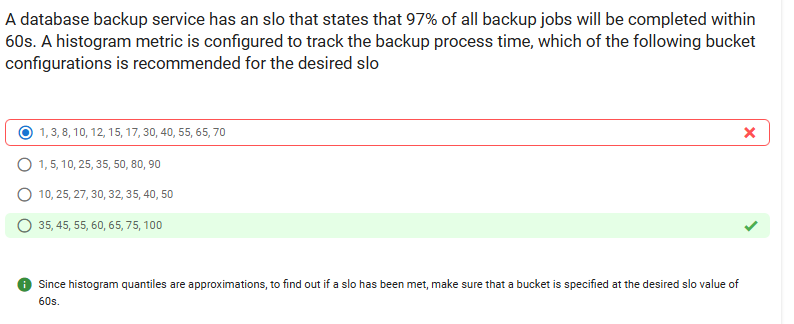 A database backup service has an slo that states that 97% of all backup jobs will be completed within
60s. A histogram metric is configured to track the backup process time, which of the following bucket
configurations is recommended for the desired slo
1, 3, 8, 10, 12, 15, 17, 30, 40, 55, 65, 70
1, 5, 10, 25, 35, 50, 80, 90
10, 25, 27, 30, 32, 35, 40, 50
35, 45, 55, 60, 65, 75, 100
Since histogram quantiles are approximations, to find out if a slo has been met, make sure that a bucket is specified at the desired slo value of
60s.